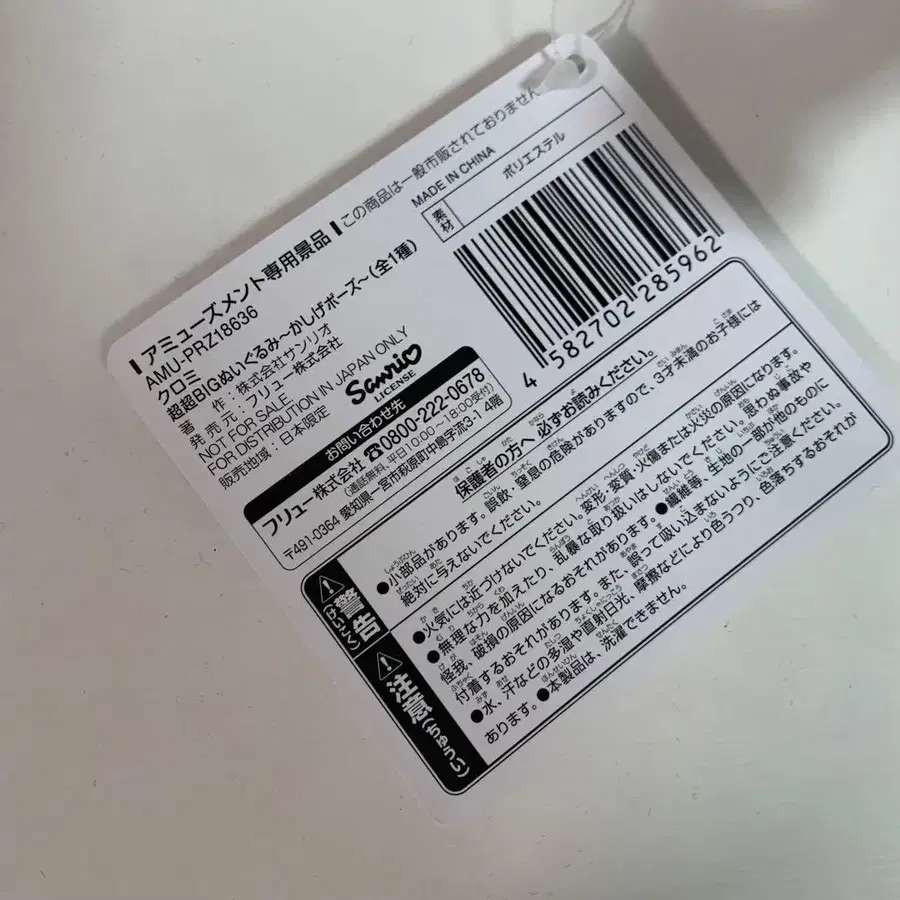 アミューズメント専用景品 この商品は一般市販されておりません
AMU-PRZ18636
クロミ
超超BIGぬいぐるみ～かしげポーズ～(全1種)
著作：株式会社サンリオ
発売元：フリュー株式会社
NOT FOR SALE
FOR DISTRIBUTION IN JAPAN ONLY
販売地域：日本限定
Sanrio
LICENSE
MADE IN CHINA
素材
ポリエステル
4 582702 285962
お問い合わせ先
フリュー株式会社 ☎0800-222-0678
(通話無料、平日10:00～18:00受付)
〒491-0364 愛知県一宮市萩原町中島字流3-1 4階
保護者の方へ 必ずお読みください。
⚠警告(けいこく)
●小部品があります。誤飲、窒息の危険がありますので、3才未満のお子様には
絶対に与えないでください。
⚠注意(ちゅうい)
●火気には近づけないでください。変形・変質・火傷または火災の原因になります。
●無理な力を加えたり、乱暴な取り扱いはしないでください。思わぬ事故や
怪我、破損の原因になるおそれがあります。●繊維等、生地の一部が他のものに
付着するおそれがあります。また、誤って吸い込まないようにご注意ください。
●水、汗などの多湿や直射日光、摩擦などにより色うつり、色落ちするおそれが
あります。●本製品は、洗濯できません。